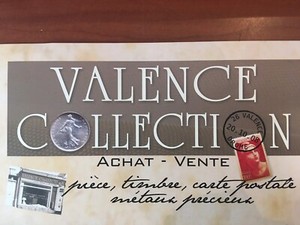 VALENCE
COLLECTION
ACHAT - VENTE
pièce, timbre, carte postale
métaux précieux